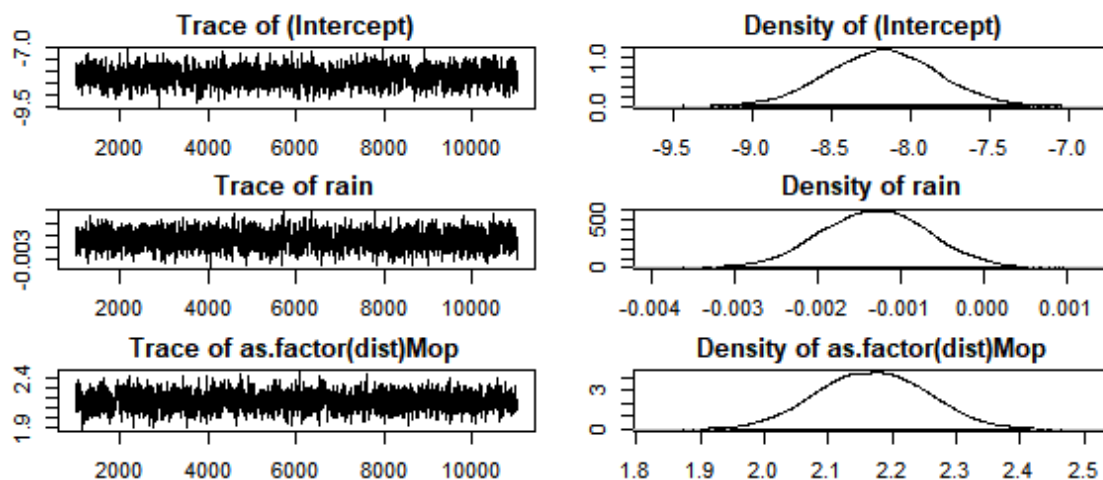 Trace of (Intercept)
-9.5 -7.0
2000 4000 6000 8000 10000
Density of (Intercept)
0.0 1.0
-9.5 -9.0 -8.5 -8.0 -7.5 -7.0
Trace of rain
-0.003
2000 4000 6000 8000 10000
Density of rain
0 500
-0.004 -0.003 -0.002 -0.001 0.000 0.001
Trace of as.factor(dist)Mop
1.9 2.4
2000 4000 6000 8000 10000
Density of as.factor(dist)Mop
0 3
1.8 1.9 2.0 2.1 2.2 2.3 2.4 2.5